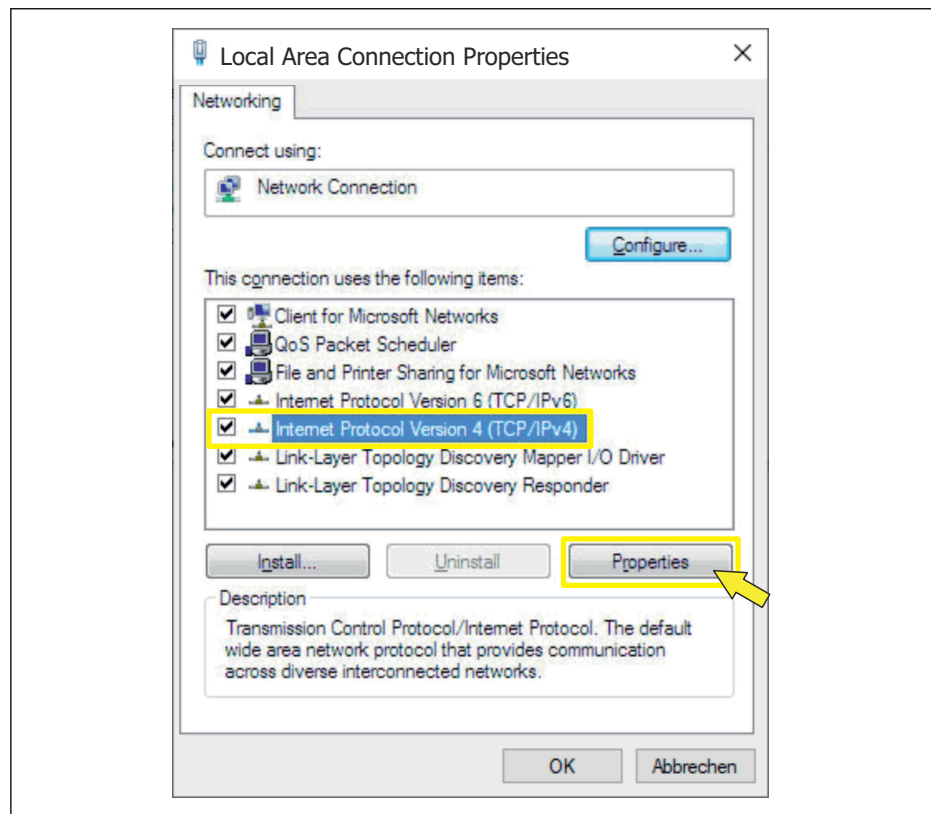 Local Area Connection Properties
Networking
Connect using:
Network Connection
Configure...
This connection uses the following items:
Client for Microsoft Networks
QoS Packet Scheduler
File and Printer Sharing for Microsoft Networks
Internet Protocol Version 6 (TCP/IPv6)
Internet Protocol Version 4 (TCP/IPv4)
Link-Layer Topology Discovery Mapper I/O Driver
Link-Layer Topology Discovery Responder
Install...
Uninstall
Properties
Description
Transmission Control Protocol/Internet Protocol. The default
wide area network protocol that provides communication
across diverse interconnected networks.
OK
Abbrechen